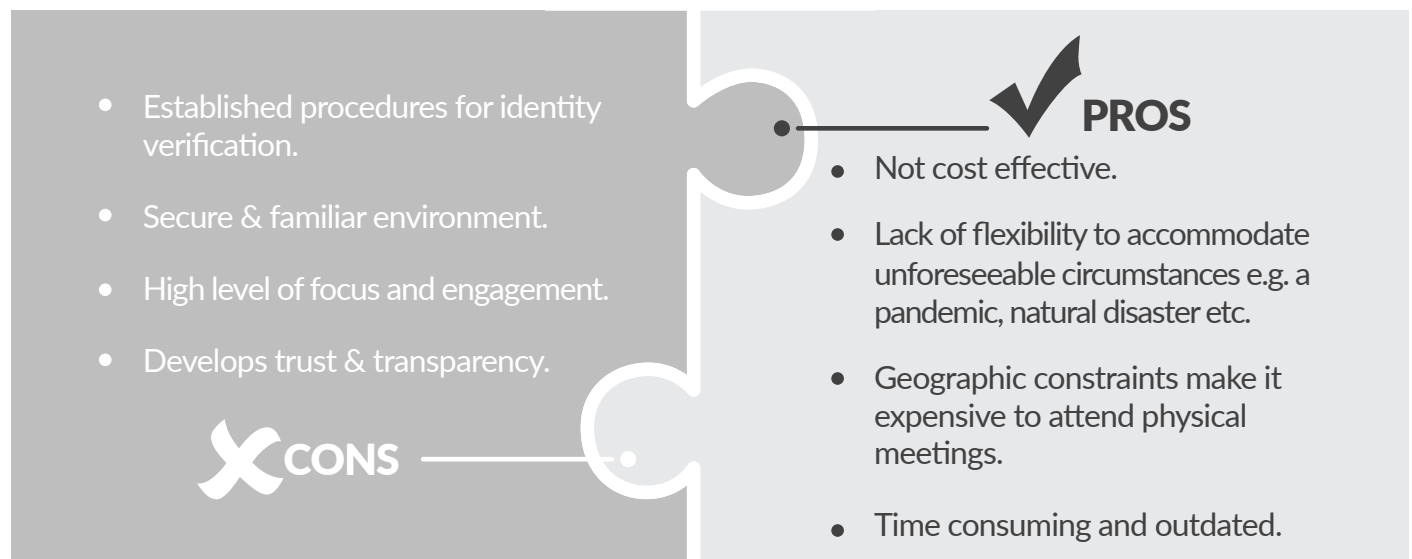 Established procedures for identity
verification.
Secure & familiar environment.
High level of focus and engagement.
Develops trust & transparency.
CONS
PROS
Not cost effective.
Lack of flexibility to accommodate
unforeseeable circumstances e.g. a
pandemic, natural disaster etc.
Geographic constraints make it
expensive to attend physical
meetings.
Time consuming and outdated.